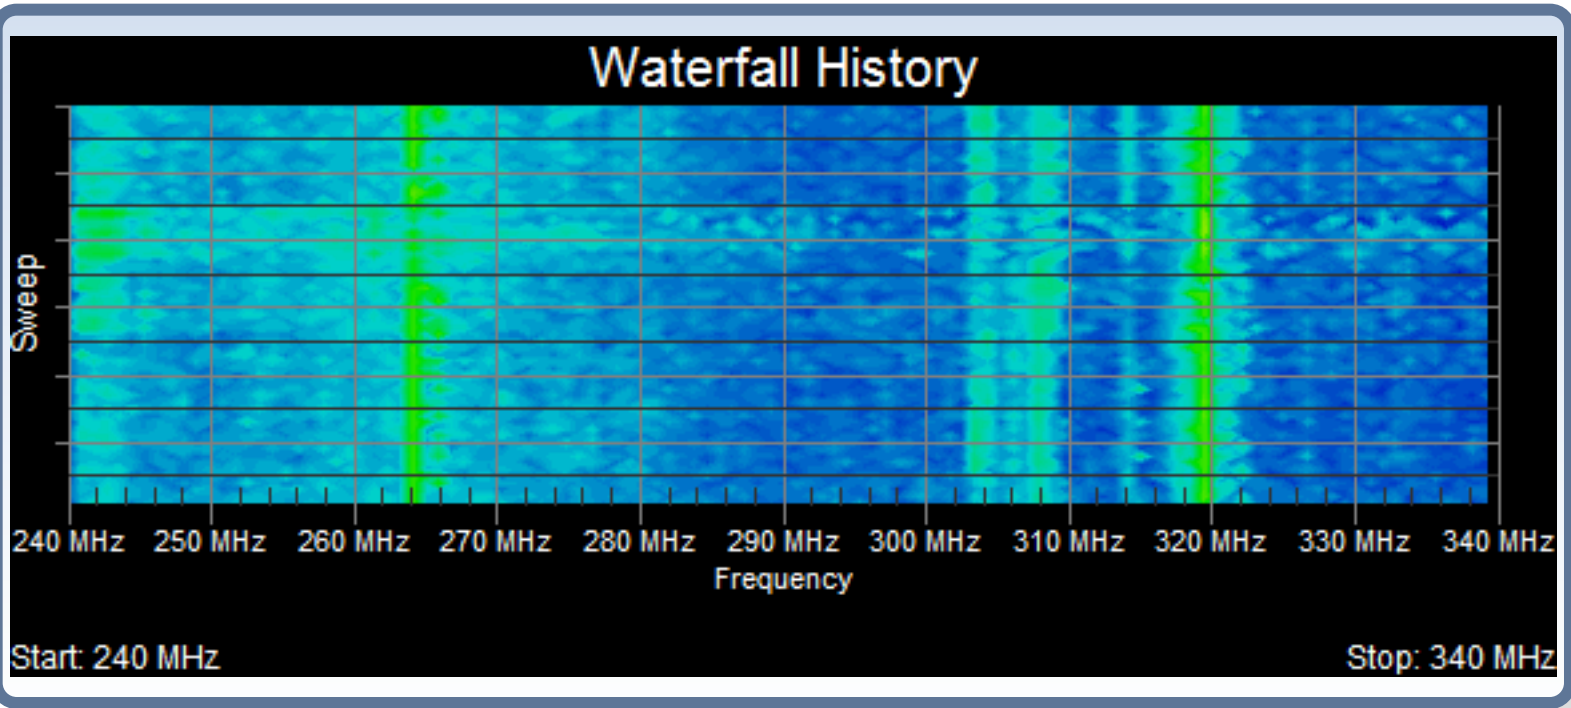 Waterfall History
Sweep
240 MHz 250 MHz 260 MHz 270 MHz 280 MHz 290 MHz 300 MHz 310 MHz 320 MHz 330 MHz 340 MHz
Frequency
Start: 240 MHz Stop: 340 MHz